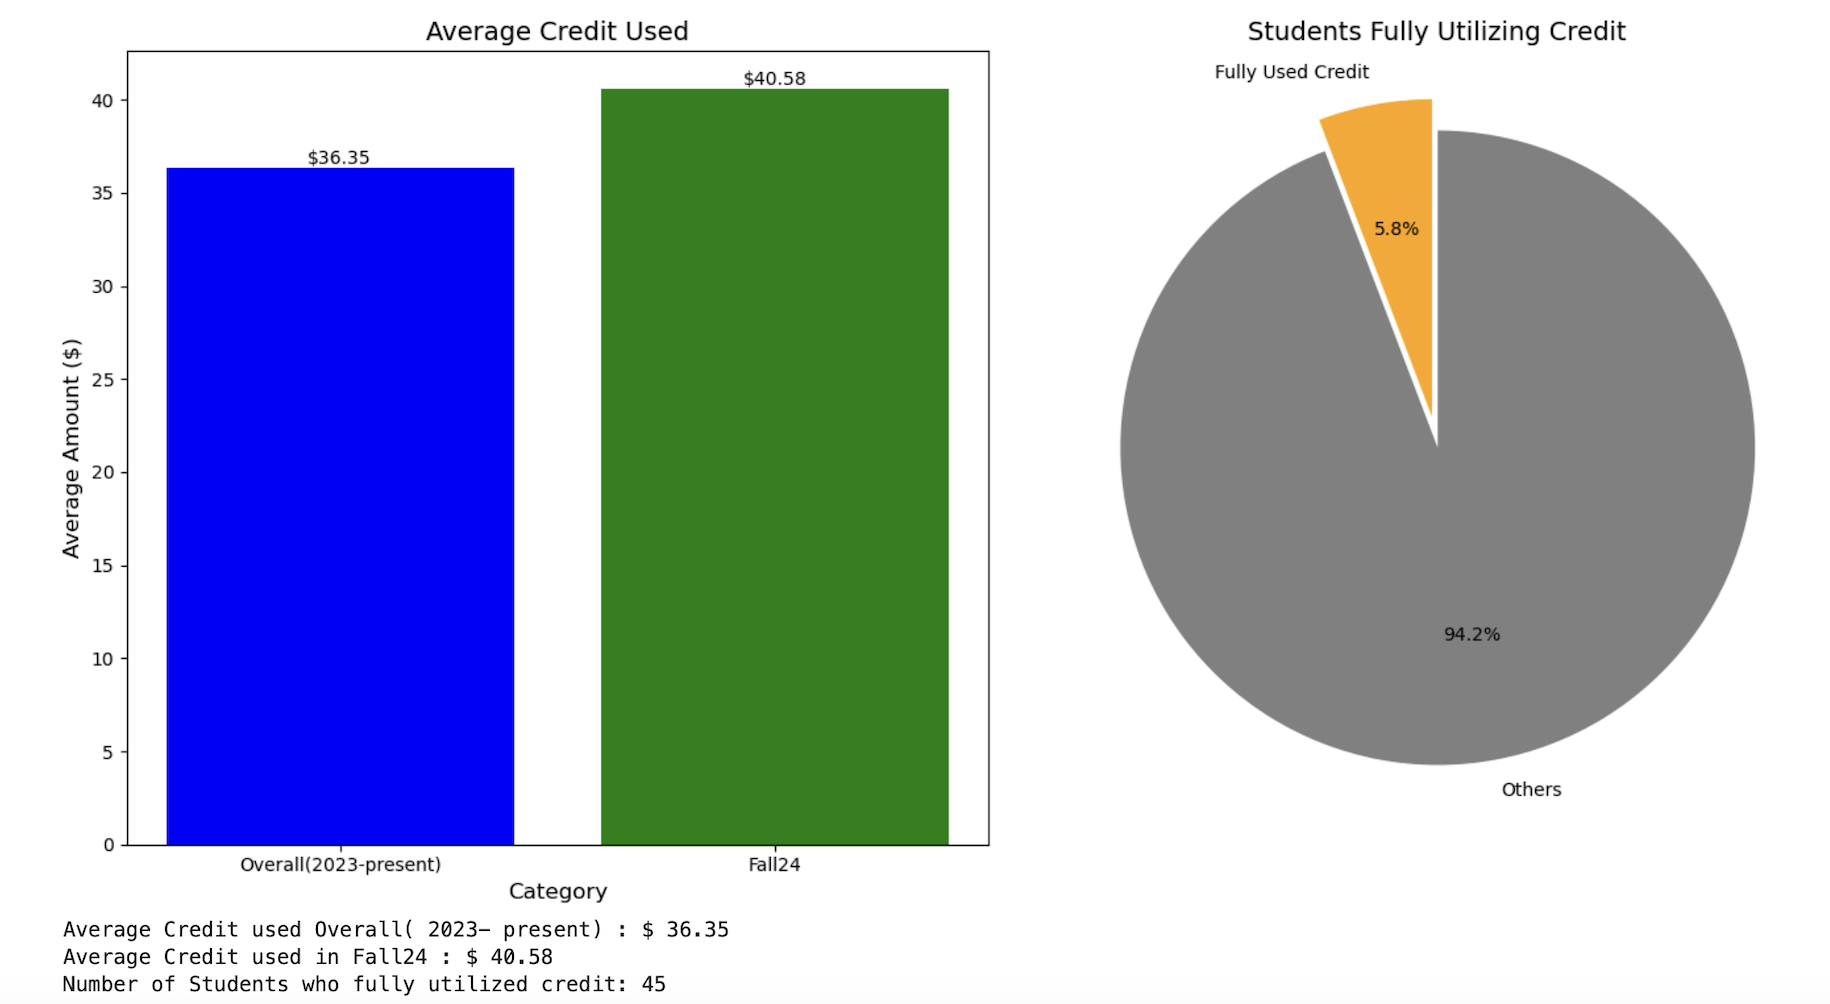 Average Credit Used
$40.58
$36.35
40
35
30
25
20
15
10
5
0
Average Amount ($)
Overall(2023-present)
Fall24
Category
Students Fully Utilizing Credit
Fully Used Credit
5.8%
94.2%
Others
Average Credit used Overall( 2023– present) : $ 36.35
Average Credit used in Fall24 : $ 40.58
Number of Students who fully utilized credit: 45